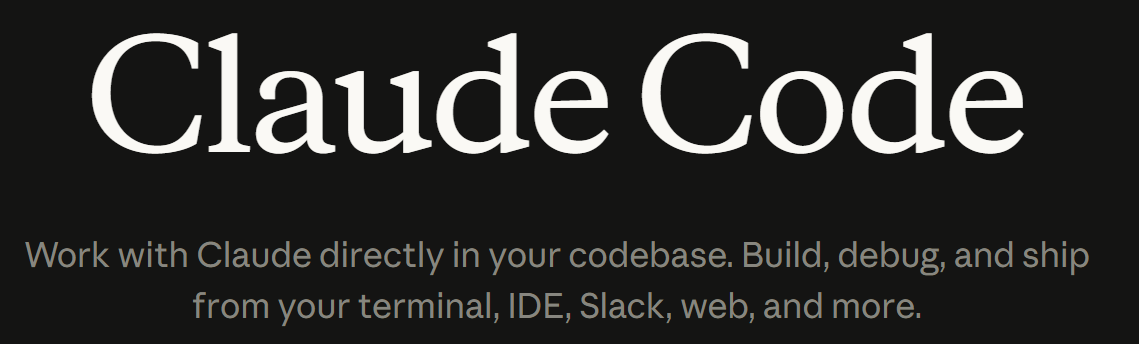 Claude Code
Work with Claude directly in your codebase. Build, debug, and ship
from your terminal, IDE, Slack, web, and more.